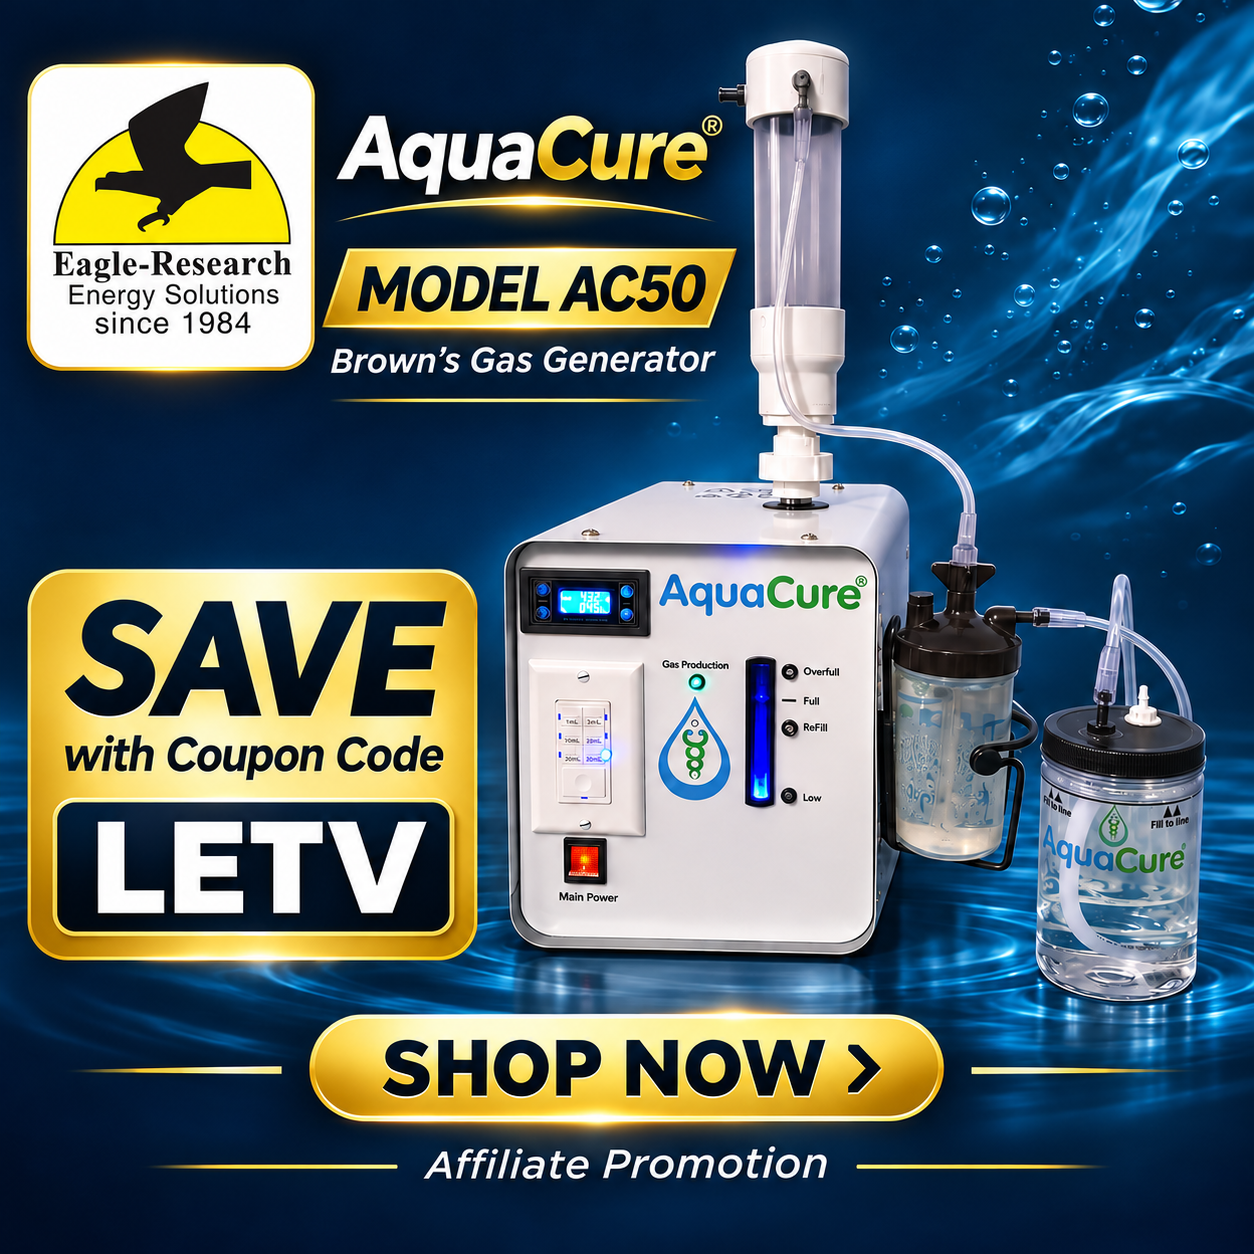 Eagle-Research
Energy Solutions
since 1984
AquaCure®
MODEL AC50
Brown's Gas Generator
SAVE
with Coupon Code
LETV
AquaCure®
Gas Production
Overfull
Full
ReFill
Low
Main Power
Fill to line
Fill to line
AquaCure®
SHOP NOW >
Affiliate Promotion